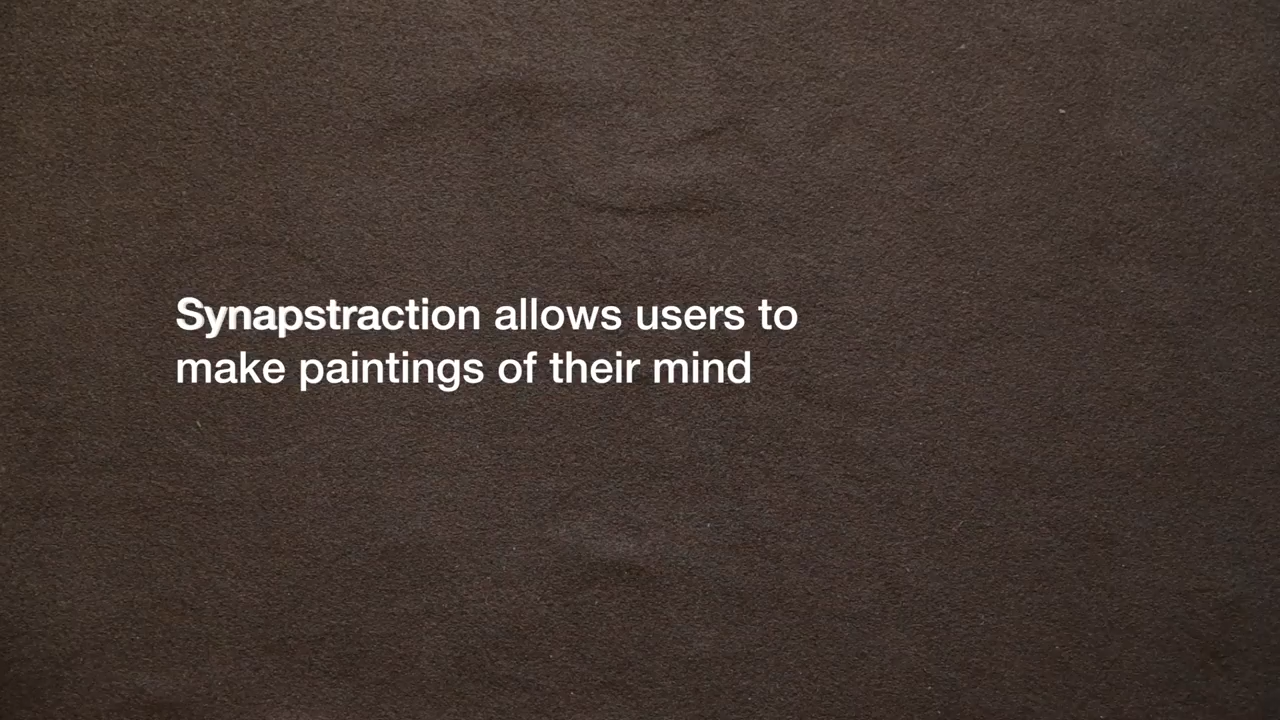 Synapstraction allows users to
make paintings of their mind